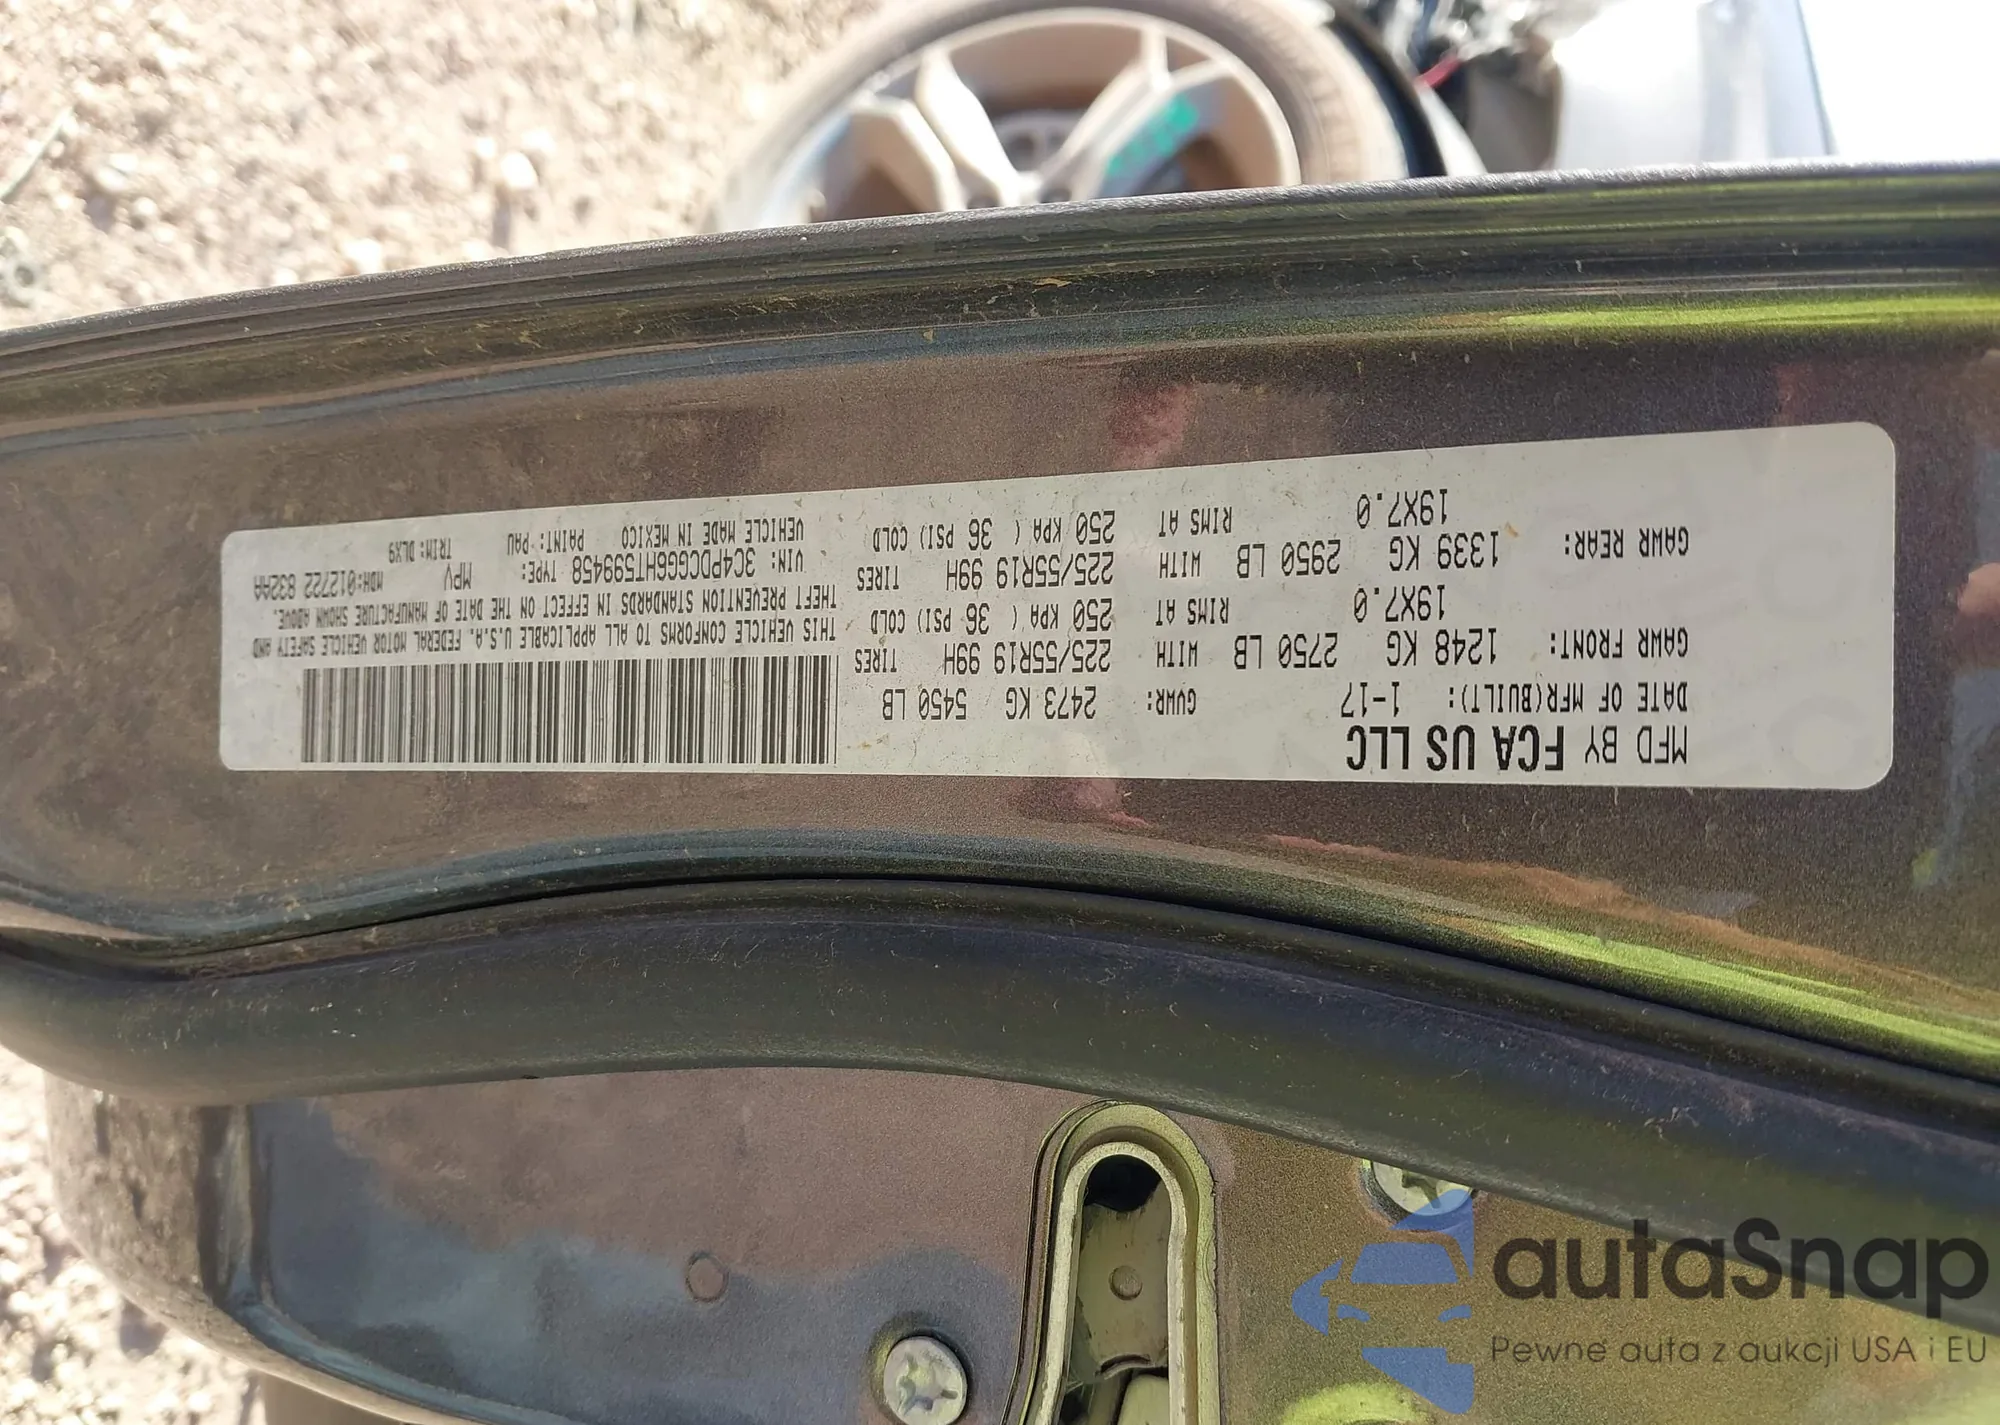 MFD BY FCA US LLC
DATE OF MFR(BUILT): 1-17 GVWR: 2473 KG 5450 LB
GAWR FRONT: 1248 KG 2750 LB WITH 225/55R19 99H TIRES
19X7.0 RIMS AT 250 KPA ( 36 PSI) COLD
GAWR REAR: 1339 KG 2950 LB WITH 225/55R19 99H TIRES
19X7.0 RIMS AT 250 KPA ( 36 PSI) COLD
THIS VEHICLE CONFORMS TO ALL APPLICABLE U.S.A. FEDERAL MOTOR VEHICLE SAFETY AND
THEFT PREVENTION STANDARDS IN EFFECT ON THE DATE OF MANUFACTURE SHOWN ABOVE.
VIN: 3C4PDCGG6HT599458 TYPE: MPV MDH:012722 832AA
VEHICLE MADE IN MEXICO PAINT: PAU TRIM: DLX9
autaSnap
Pewne auta z aukcji USA i EU